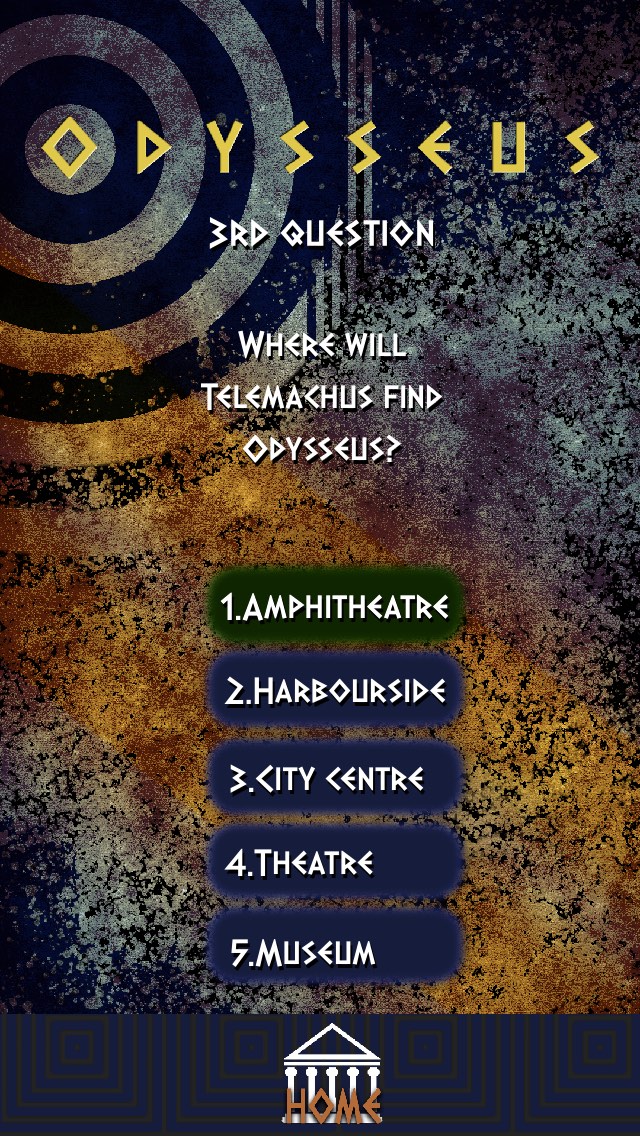 Odysseus
3rd question
Where will
Telemachus find
Odysseus?
1.Amphitheatre
2.Harbourside
3.City centre
4.Theatre
5.Museum
HOME